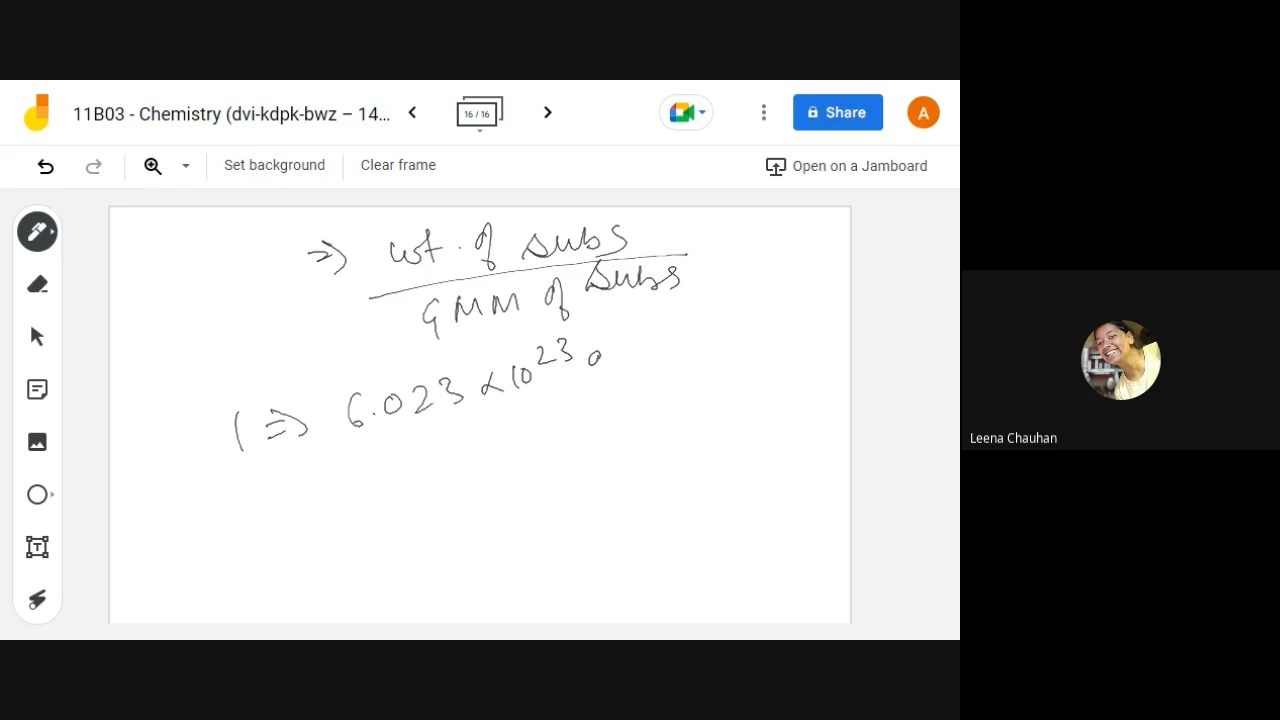 11B03 - Chemistry (dvi-kdpk-bwz – 14...
16 / 16
Share
A
Set background
Clear frame
Open on a Jamboard
⇒ wt. of subs
GMM of subs
1 ⇒ 6.023 × 10²³
Leena Chauhan